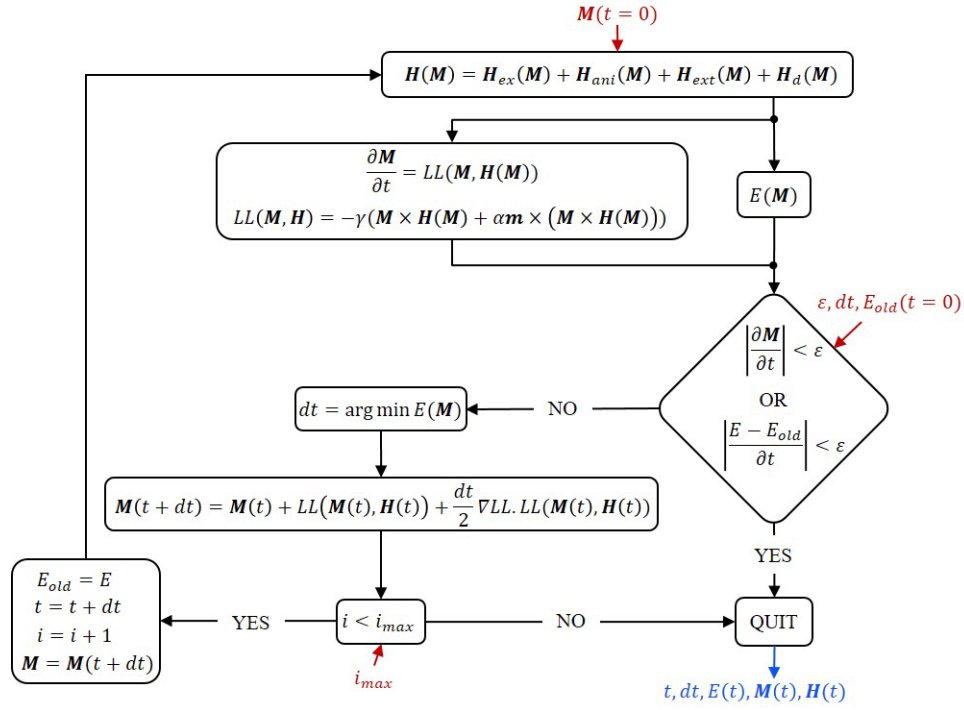 M(t = 0)
H(M) = H_ex(M) + H_ani(M) + H_ext(M) + H_d(M)
∂M/∂t = LL(M, H(M))
LL(M, H) = −γ(M × H(M) + αm × (M × H(M)))
E(M)
ε, dt, E_old(t = 0)
|∂M/∂t| < ε
OR
|E − E_old/∂t| < ε
NO
dt = arg min E(M)
M(t + dt) = M(t) + LL(M(t), H(t)) + dt/2 ∇LL. LL(M(t), H(t))
YES
E_old = E
t = t + dt
i = i + 1
M = M(t + dt)
YES
i < i_max
NO
QUIT
i_max
t, dt, E(t), M(t), H(t)